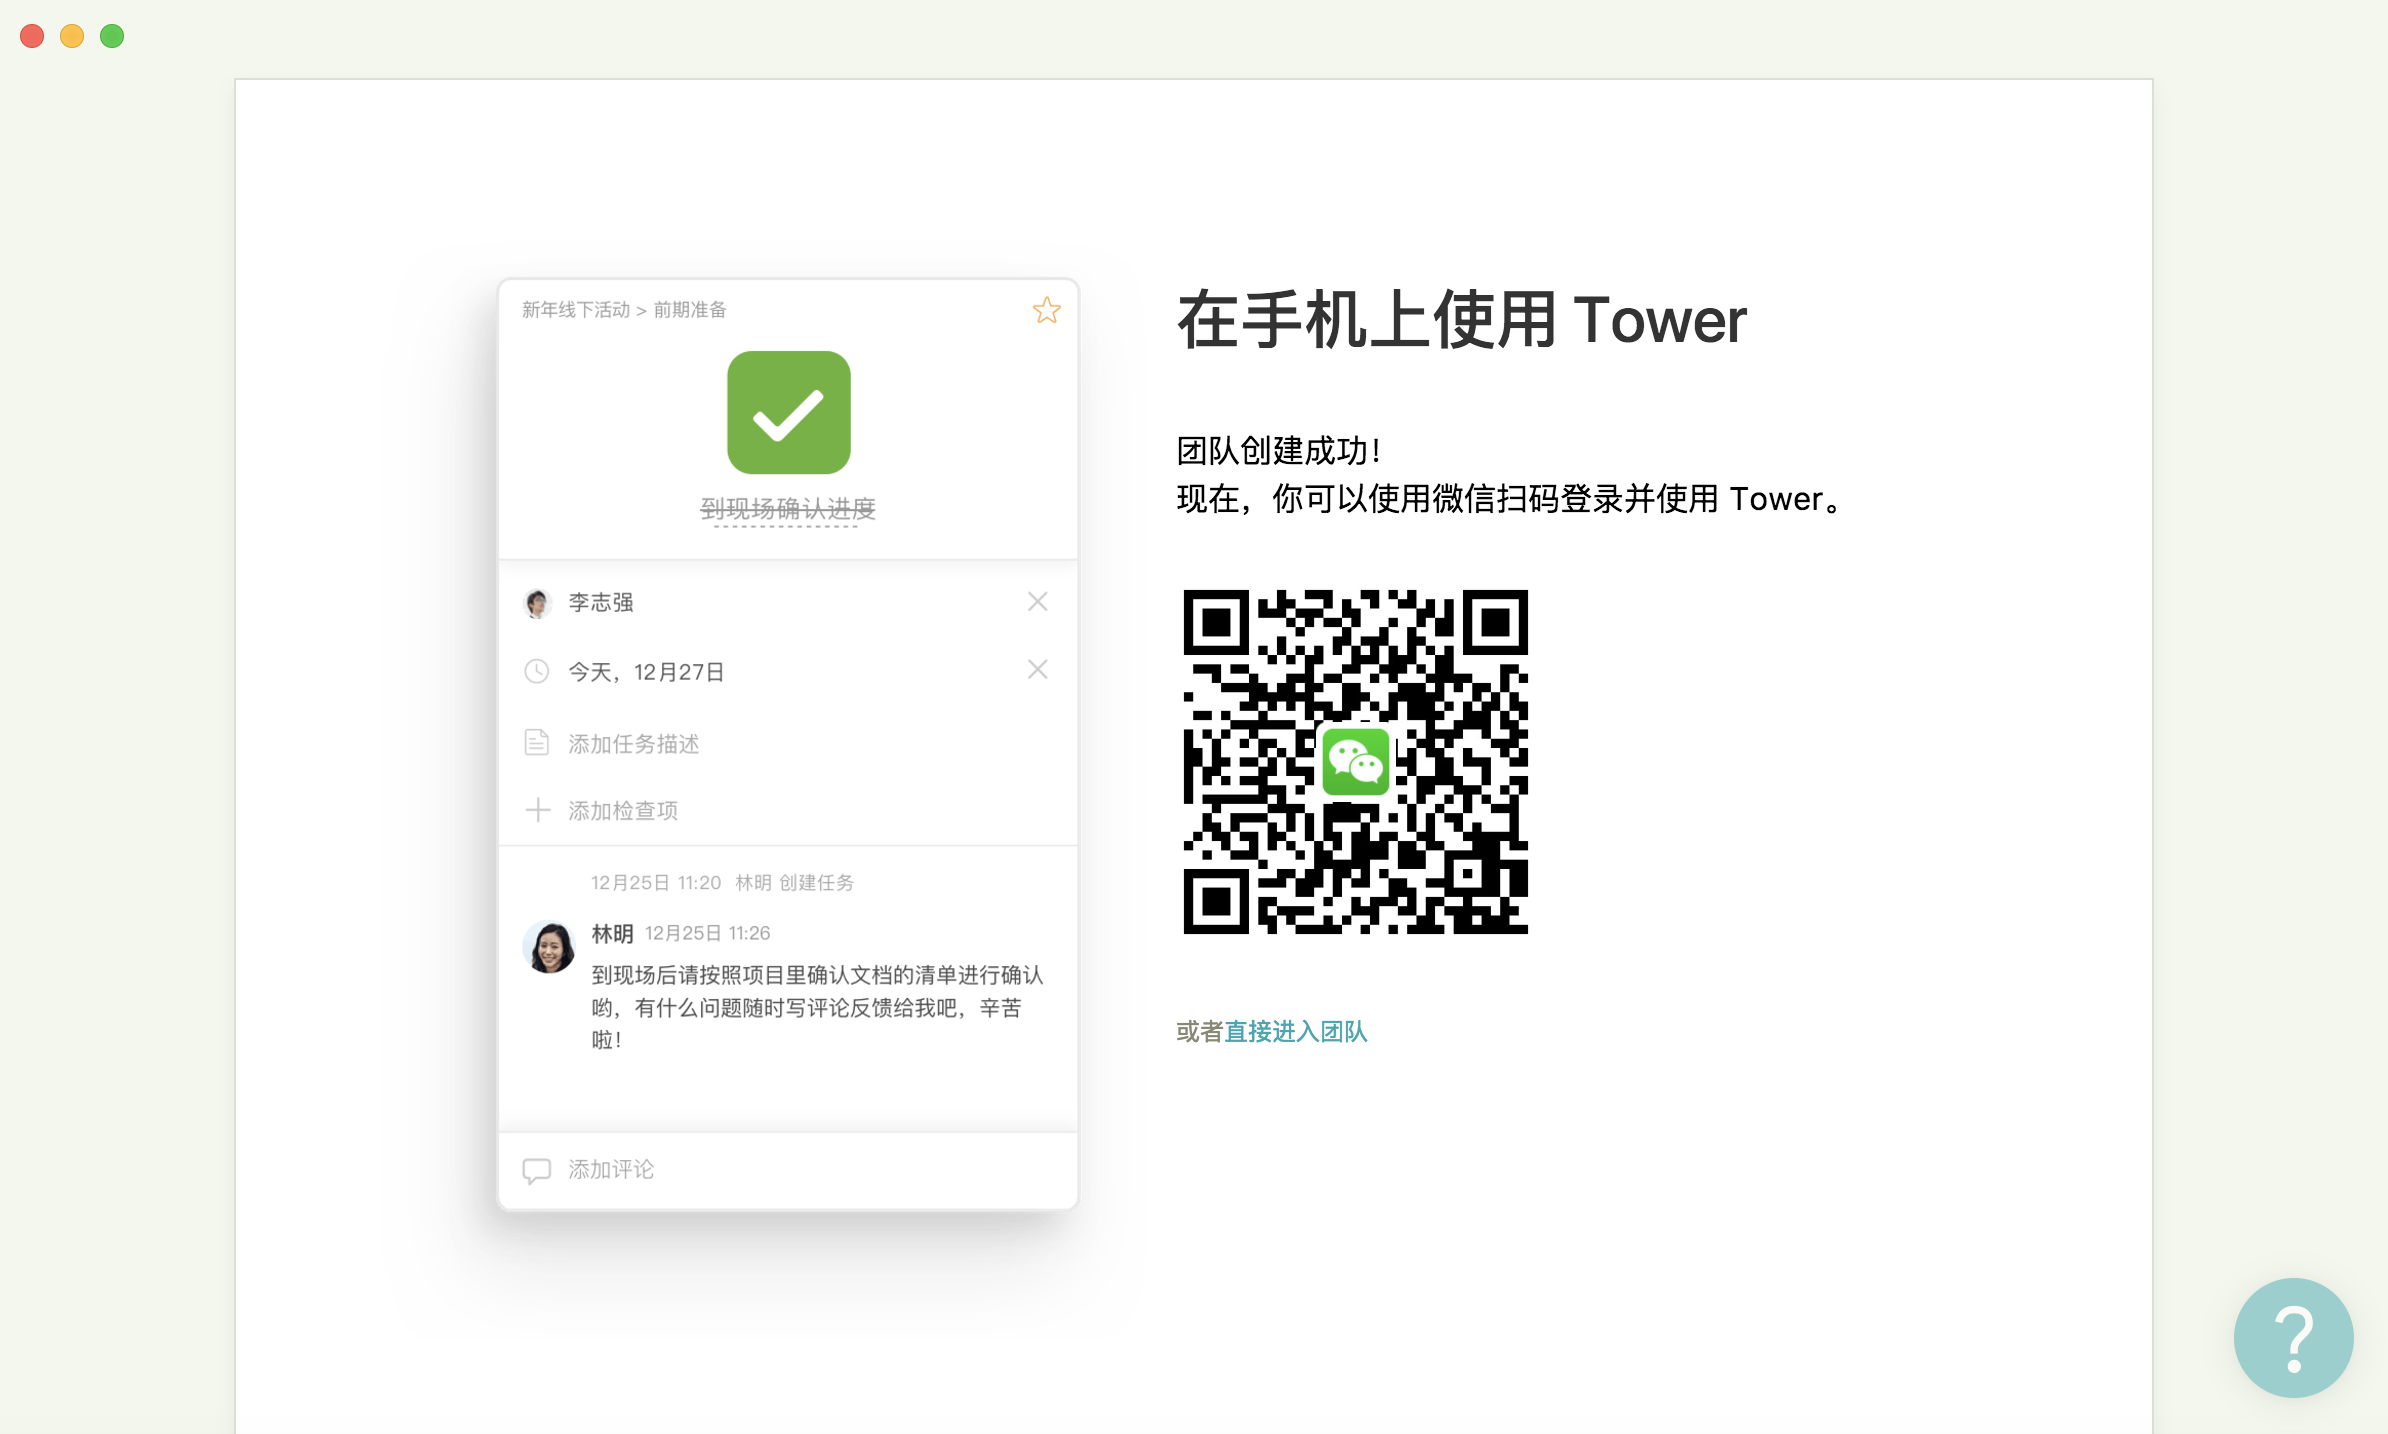 新年线下活动 > 前期准备
到现场确认进度
李志强
今天，12月27日
添加任务描述
添加检查项
12月25日 11:20 林明 创建任务
林明 12月25日 11:26
到现场后请按照项目里确认文档的清单进行确认
哟，有什么问题随时写评论反馈给我吧，辛苦
啦！
添加评论
在手机上使用 Tower
团队创建成功！
现在，你可以使用微信扫码登录并使用 Tower。
或者直接进入团队
?